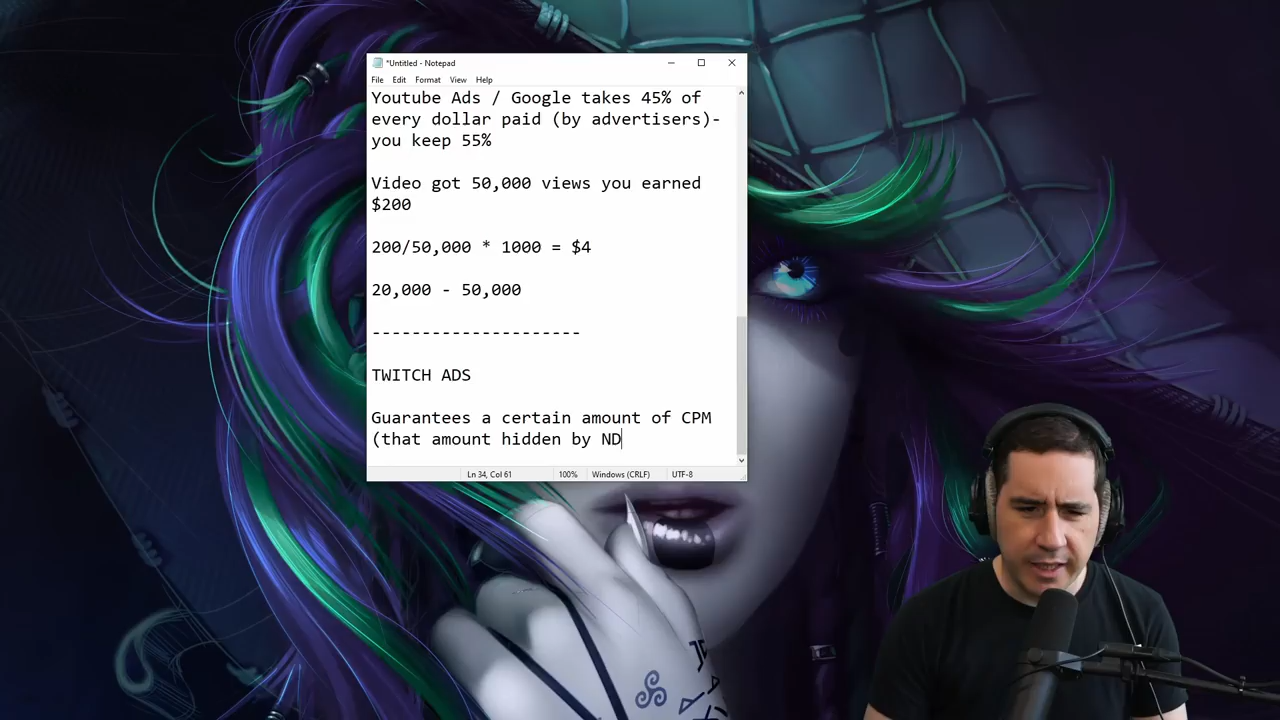 *Untitled - Notepad
File Edit Format View Help
Youtube Ads / Google takes 45% of
every dollar paid (by advertisers)-
you keep 55%
Video got 50,000 views you earned
$200
200/50,000 * 1000 = $4
20,000 - 50,000
---------------------
TWITCH ADS
Guarantees a certain amount of CPM
(that amount hidden by ND
Ln 34, Col 61 100% Windows (CRLF) UTF-8